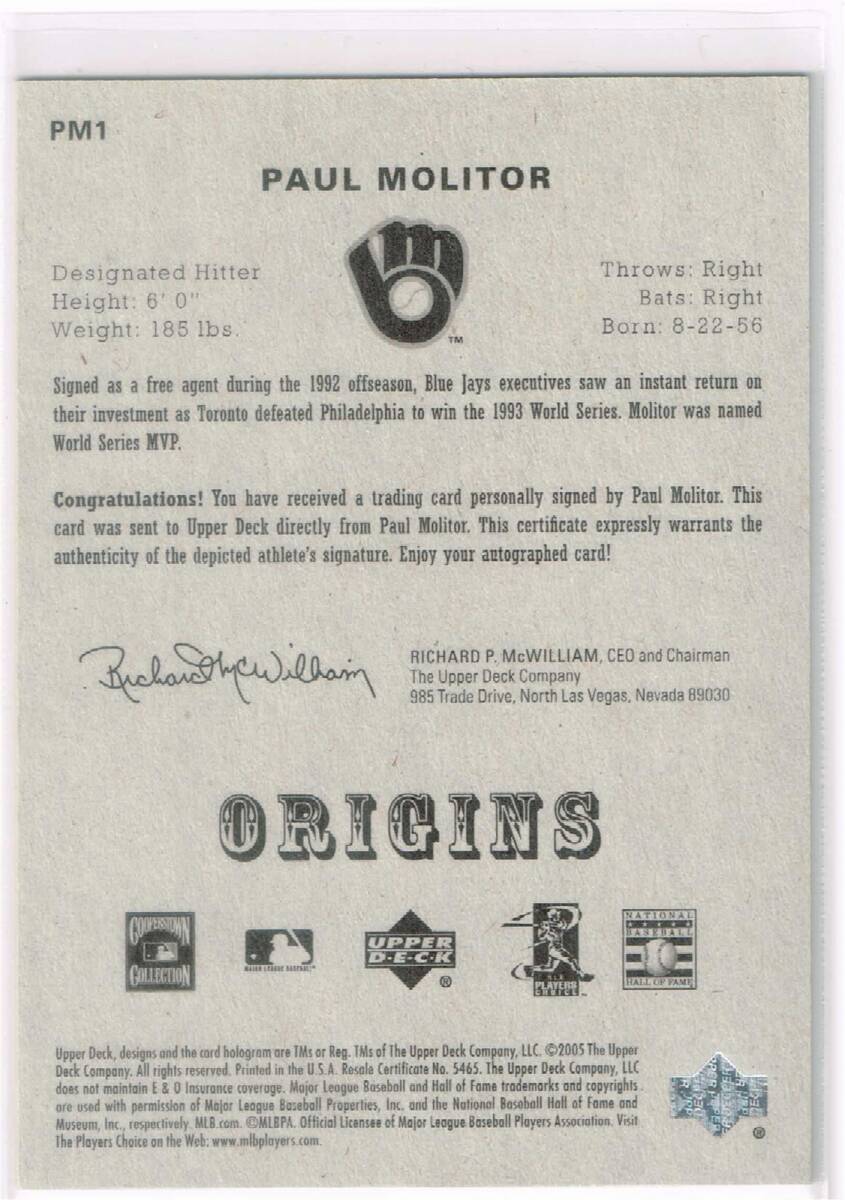 PM1
PAUL MOLITOR
Designated Hitter
Height: 6' 0"
Weight: 185 lbs.
TM
Throws: Right
Bats: Right
Born: 8-22-56
Signed as a free agent during the 1992 offseason, Blue Jays executives saw an instant return on
their investment as Toronto defeated Philadelphia to win the 1993 World Series. Molitor was named
World Series MVP.
Congratulations! You have received a trading card personally signed by Paul Molitor. This
card was sent to Upper Deck directly from Paul Molitor. This certificate expressly warrants the
authenticity of the depicted athlete's signature. Enjoy your autographed card!
Richard McWilliam
RICHARD P. McWILLIAM, CEO and Chairman
The Upper Deck Company
985 Trade Drive, North Las Vegas, Nevada 89030
ORIGINS
COOPERSTOWN
COLLECTION
MAJOR LEAGUE BASEBALL
UPPER
D·E·C·K
®
MLB
PLAYERS
CHOICE
NATIONAL
BASEBALL
HALL OF FAME
Upper Deck, designs and the card hologram are TMs or Reg. TMs of The Upper Deck Company, LLC. ©2005 The Upper
Deck Company. All rights reserved. Printed in the U.S.A. Resale Certificate No. 5465. The Upper Deck Company, LLC
does not maintain E & O Insurance coverage. Major League Baseball and Hall of Fame trademarks and copyrights
are used with permission of Major League Baseball Properties, Inc. and the National Baseball Hall of Fame and
Museum, Inc., respectively. MLB.com. ©MLBPA. Official Licensee of Major League Baseball Players Association. Visit
The Players Choice on the Web: www.mlbplayers.com.
®